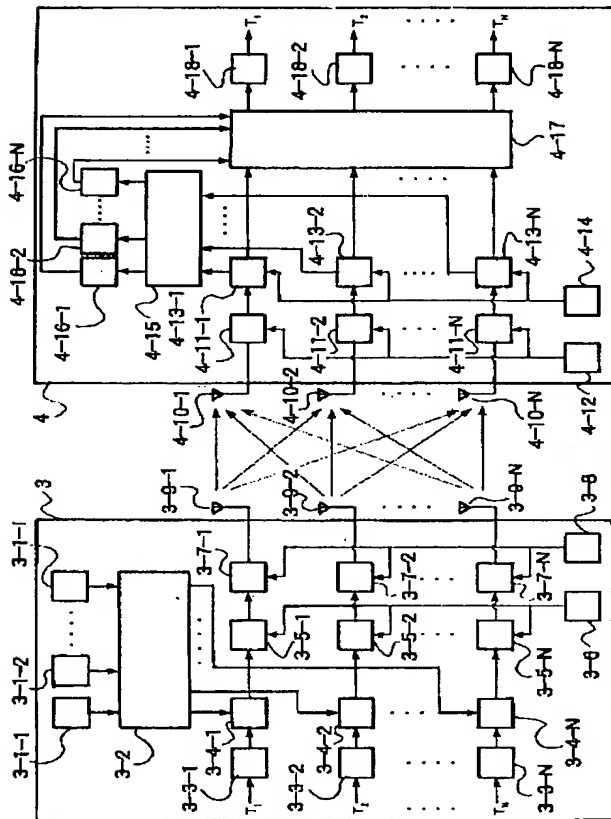 3
3-1-1
3-1-2
3-1-1
3-2
3-7-1
3-5-1
3-4-1
3-3-1
T₁
3-9-1
3-9-2
3-7-2
3-5-2
3-4-2
3-3-2
T₂
3-9-N
3-7-N
3-5-N
3-4-N
3-3-N
T_N
3-8
3-6
4
4-16-N
4-18-2
4-16-1
4-15
4-13-1
4-11-1
4-10-1
4-18-1
T₁
4-13-2
4-11-2
4-10-2
4-18-2
T₂
4-13-N
4-11-N
4-10-N
4-18-N
T_N
4-17
4-14
4-12